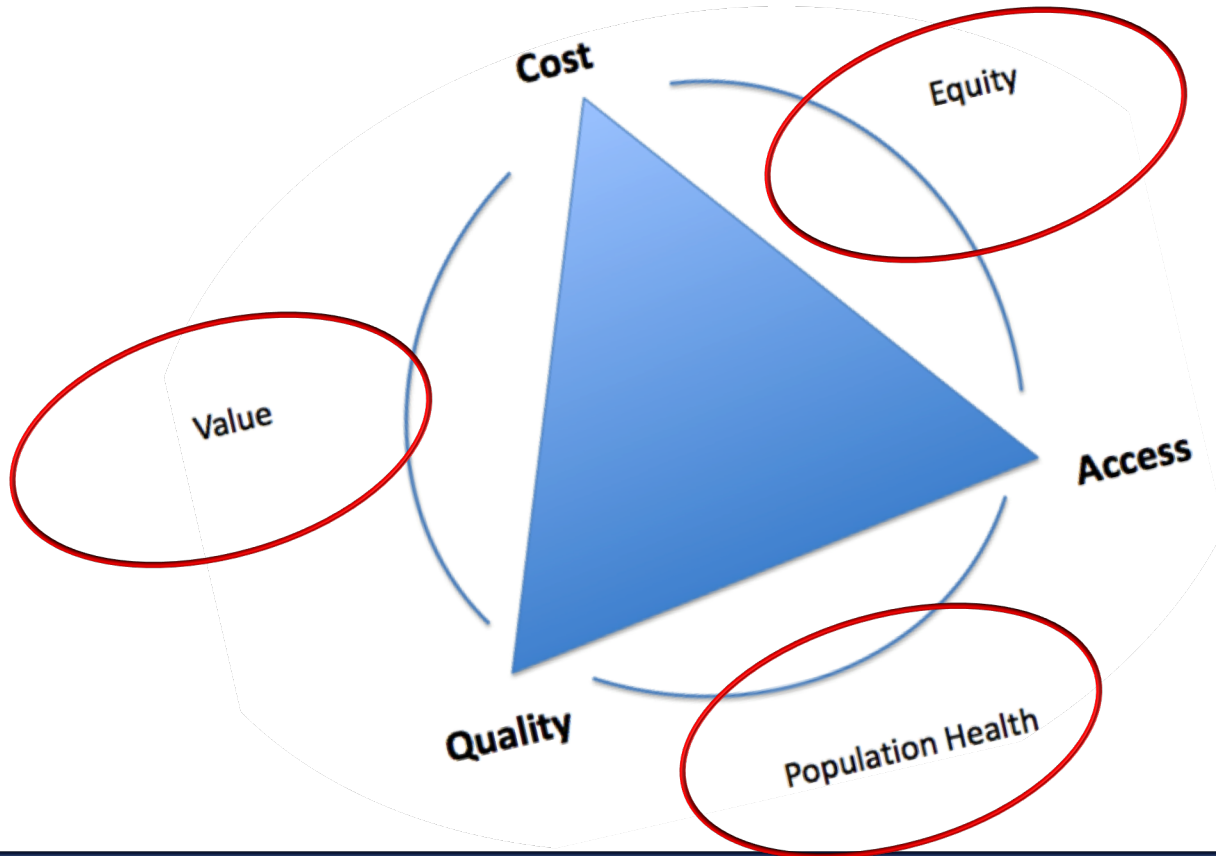 Cost
Equity
Value
Access
Quality
Population Health